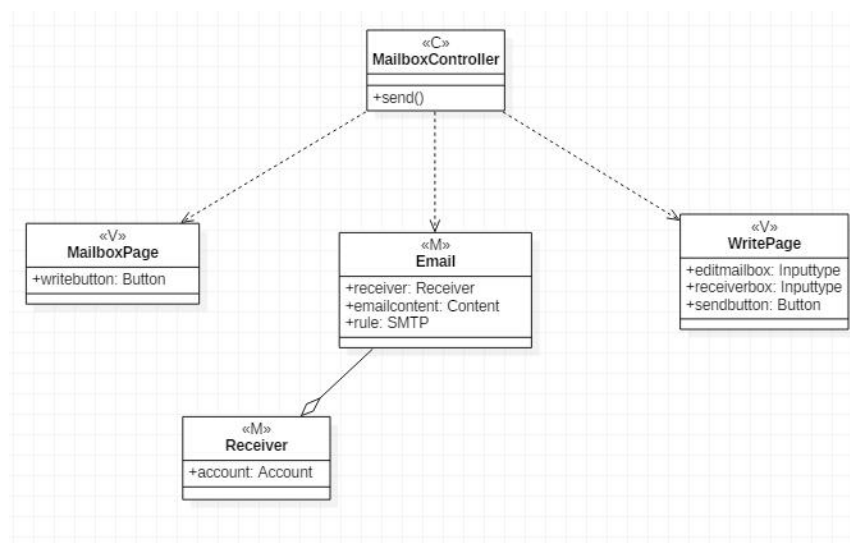 «C»
MailboxController
+send()
«V»
MailboxPage
+writebutton: Button
«M»
Email
+receiver: Receiver
+emailcontent: Content
+rule: SMTP
«V»
WritePage
+editmailbox: Inputtype
+receiverbox: Inputtype
+sendbutton: Button
«M»
Receiver
+account: Account